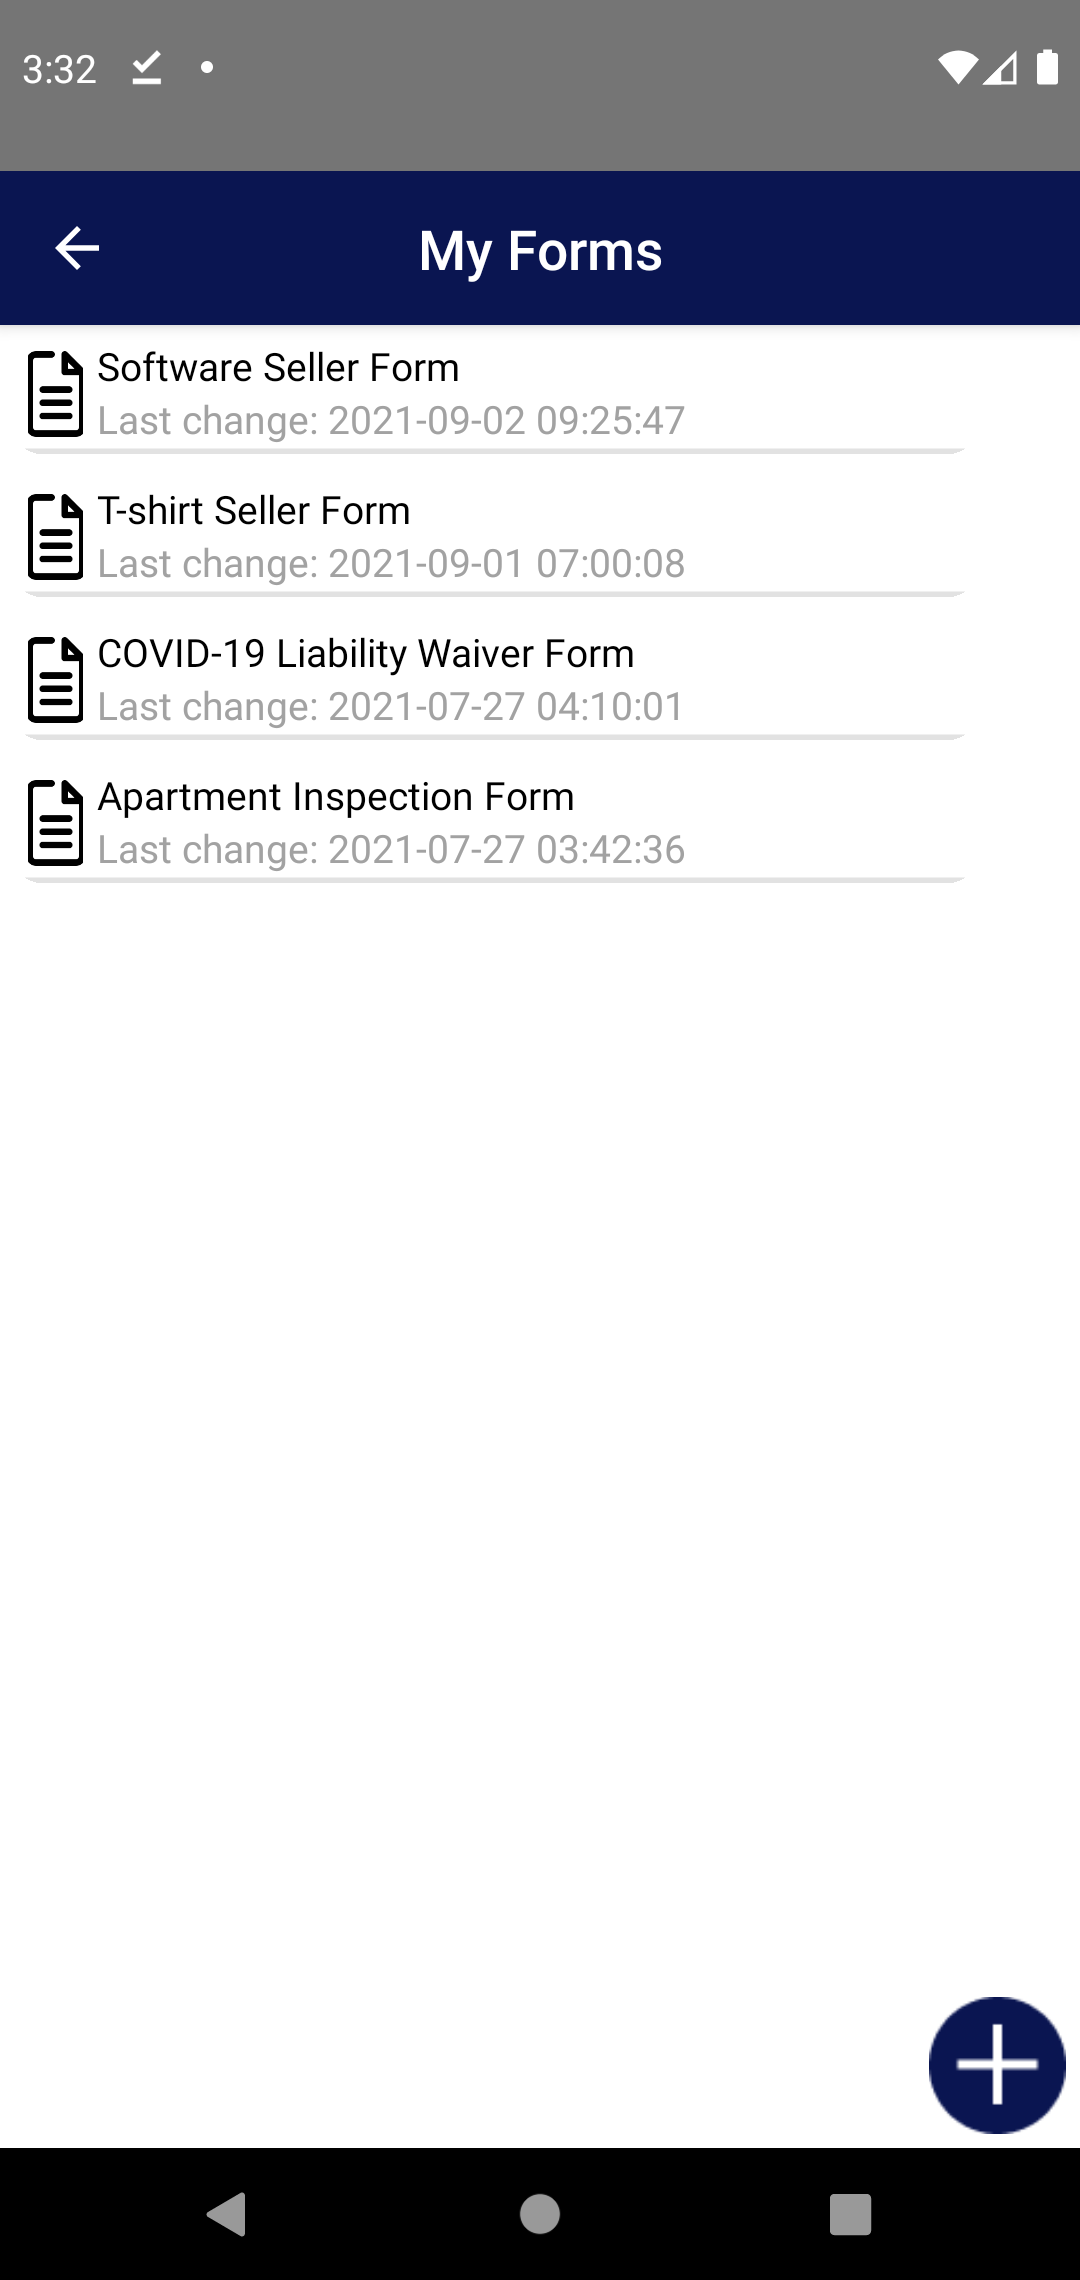 3:32
My Forms
Software Seller Form
Last change: 2021-09-02 09:25:47
T-shirt Seller Form
Last change: 2021-09-01 07:00:08
COVID-19 Liability Waiver Form
Last change: 2021-07-27 04:10:01
Apartment Inspection Form
Last change: 2021-07-27 03:42:36